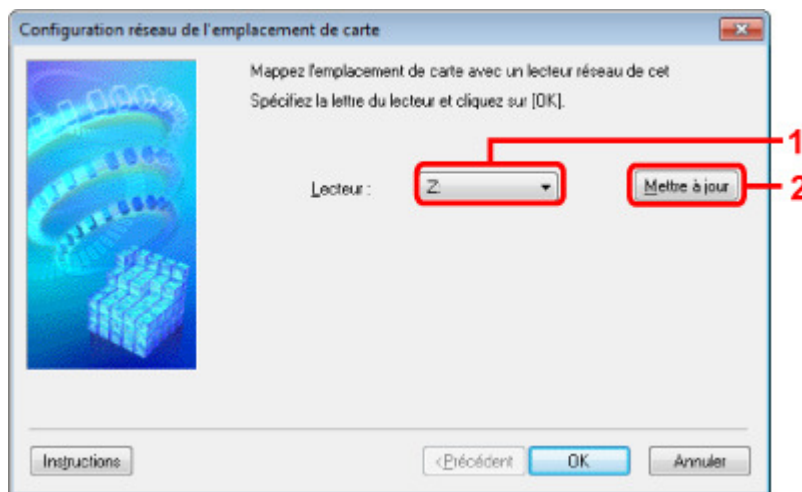 Configuration réseau de l'emplacement de carte
Mappez l'emplacement de carte avec un lecteur réseau de cet
Spécifiez la lettre du lecteur et cliquez sur [OK].
1
Lecteur : Z: Mettre à jour 2
Instructions <Précédent OK Annuler